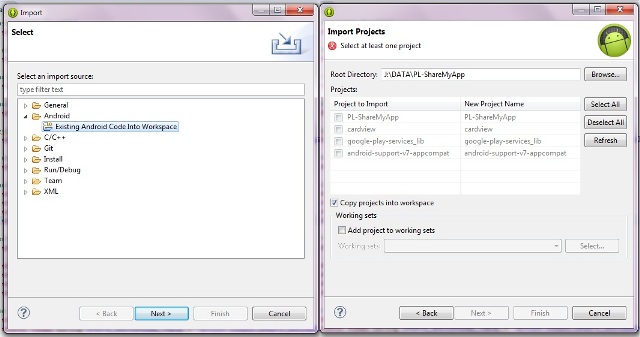 Import
Select
Select an import source:
type filter text
General
Android
Existing Android Code Into Workspace
C/C++
Git
Install
Run/Debug
Team
XML
< Back
Next >
Finish
Cancel
Import Projects
Select at least one project
Root Directory: J:\DATA\PL-ShareMyApp Browse...
Projects:
Project to Import New Project Name
PL-ShareMyApp PL-ShareMyApp
cardview cardview
google-play-services_lib google-play-services_lib
android-support-v7-appcompat android-support-v7-appcompat
Select All
Deselect All
Refresh
Copy projects into workspace
Working sets
Add project to working sets
Working sets: Select...
< Back
Next >
Finish
Cancel